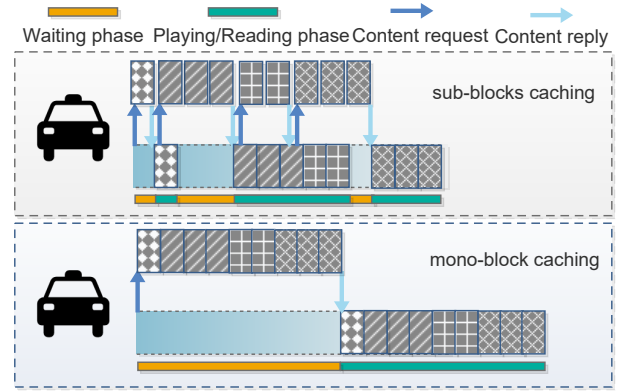 Waiting phase Playing/Reading phase Content request Content reply
sub-blocks caching
mono-block caching